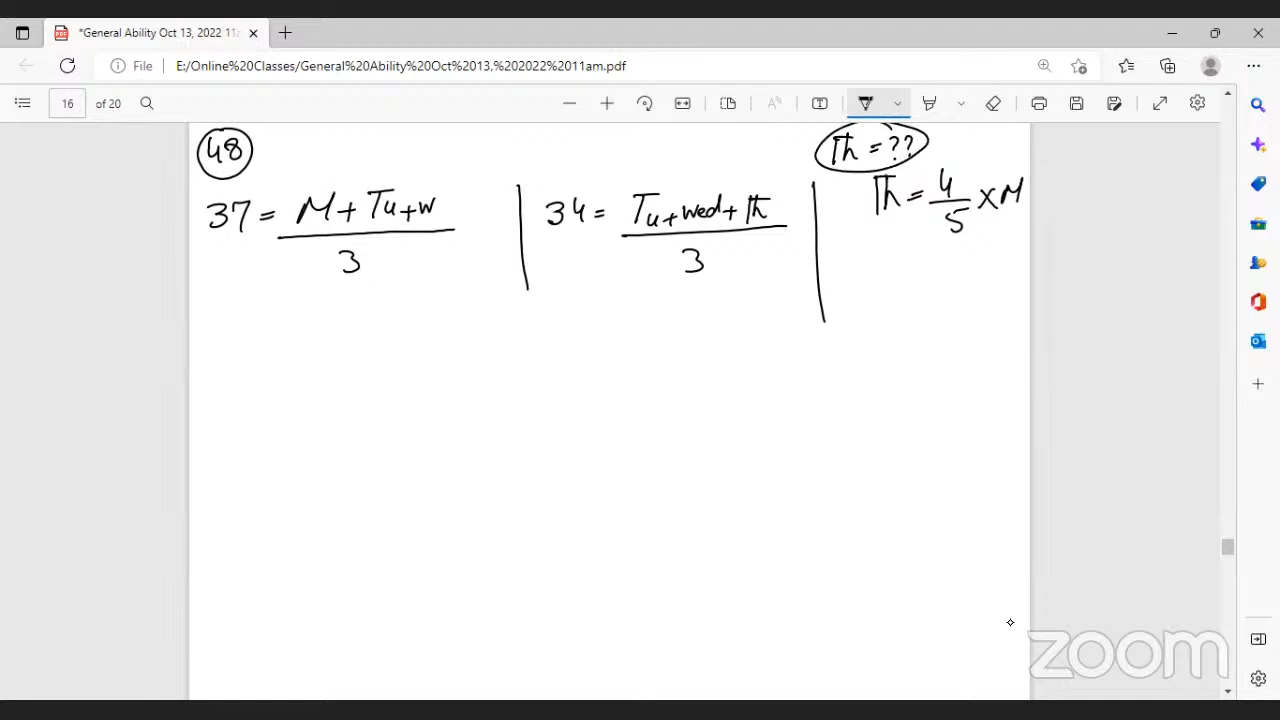 *General Ability Oct 13, 2022 11a
File E:/Online%20Classes/General%20Ability%20Oct%2013,%202022%2011am.pdf
16 of 20
48
Th = ??
37 = M + Tu + W / 3
34 = Tu + Wed + Th / 3
Th = 4/5 × M
zoom